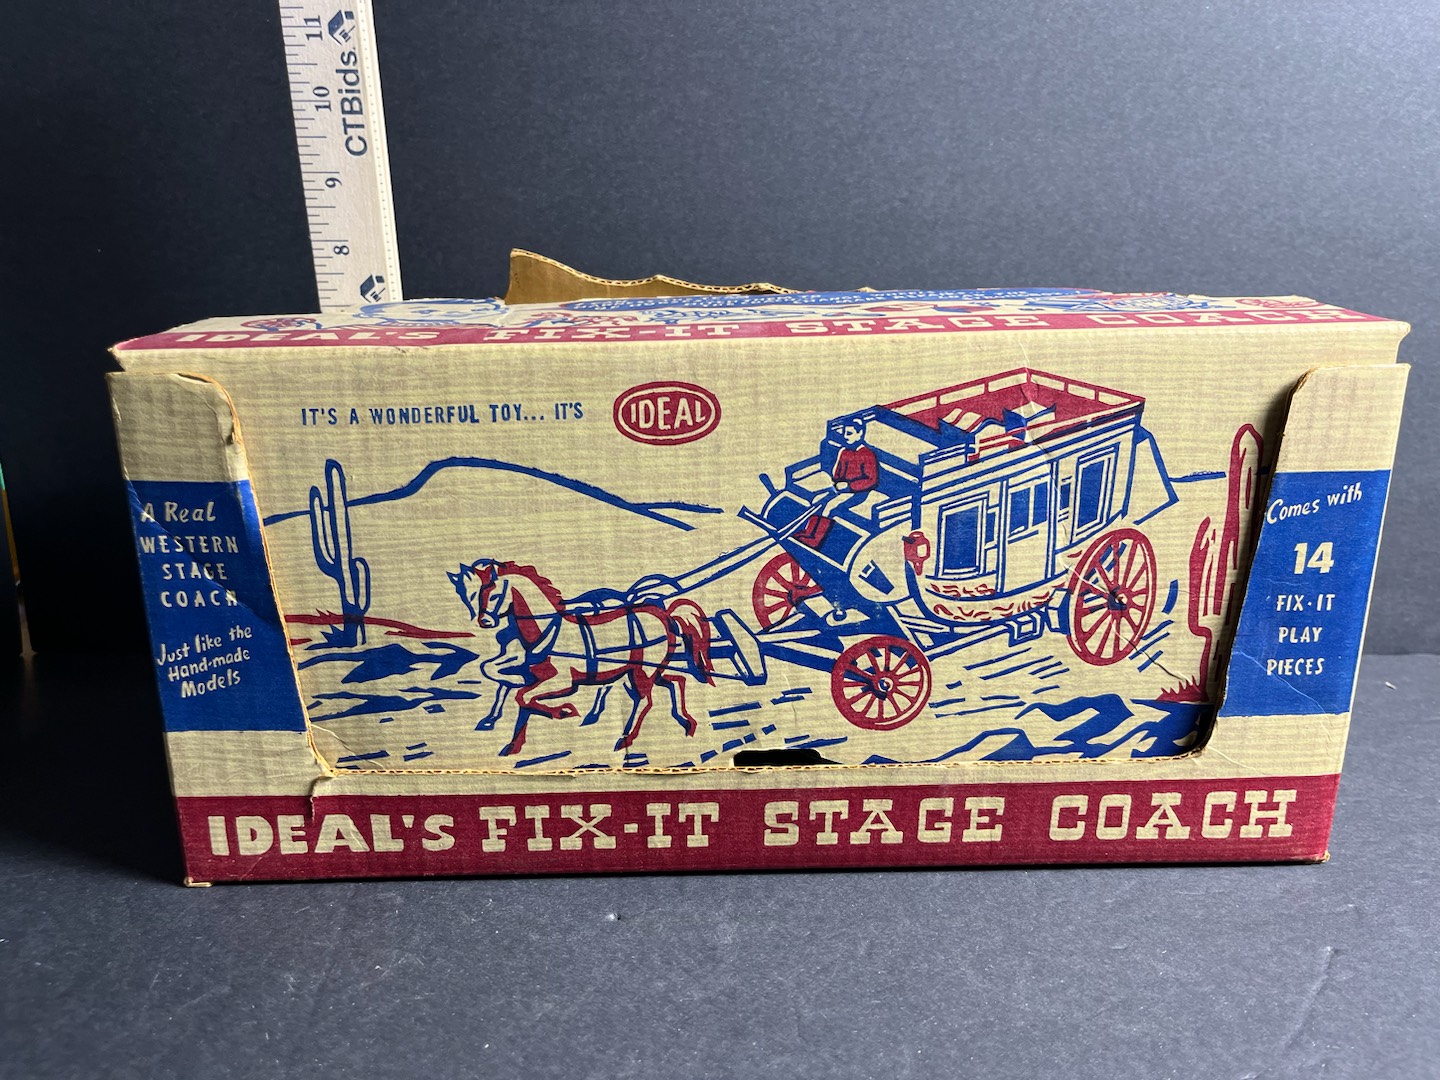 11
10
9
8
CTBids.
IDEAL'S FIX-IT STAGE COACH
IT'S A WONDERFUL TOY... IT'S
IDEAL
A Real
WESTERN
STAGE
COACH
Just like the
Hand-made
Models
Comes with
14
FIX-IT
PLAY
PIECES
IDEAL'S FIX-IT STAGE COACH